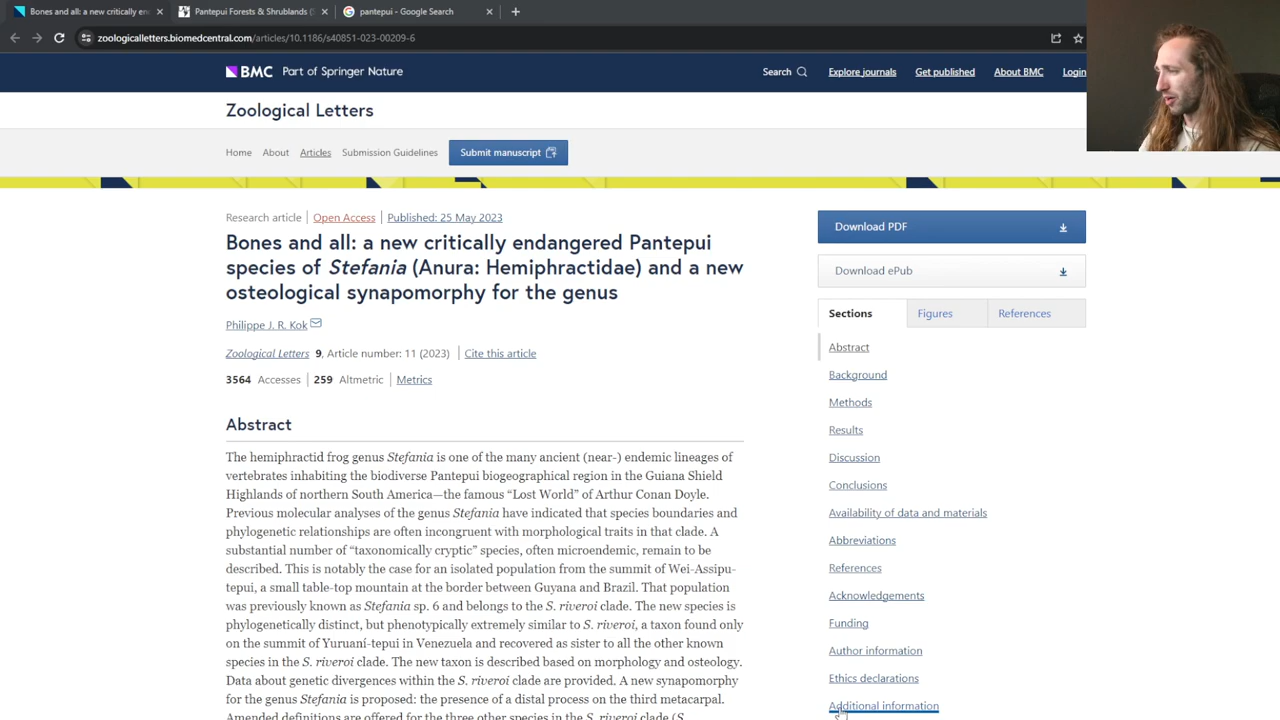 Bones and all: a new critically en
Pantepui Forests & Shrublands (
pantepui - Google Search
zoologicalletters.biomedcentral.com/articles/10.1186/s40851-023-00209-6
BMC Part of Springer Nature
Search
Explore journals
Get published
About BMC
Login
Zoological Letters
Home
About
Articles
Submission Guidelines
Submit manuscript
Research article
Open Access
Published: 25 May 2023
Bones and all: a new critically endangered Pantepui
species of Stefania (Anura: Hemiphractidae) and a new
osteological synapomorphy for the genus
Philippe J. R. Kok
Zoological Letters 9, Article number: 11 (2023)
Cite this article
3564 Accesses
259 Altmetric
Metrics
Abstract
The hemiphractid frog genus Stefania is one of the many ancient (near-) endemic lineages of
vertebrates inhabiting the biodiverse Pantepui biogeographical region in the Guiana Shield
Highlands of northern South America—the famous “Lost World” of Arthur Conan Doyle.
Previous molecular analyses of the genus Stefania have indicated that species boundaries and
phylogenetic relationships are often incongruent with morphological traits in that clade. A
substantial number of “taxonomically cryptic” species, often microendemic, remain to be
described. This is notably the case for an isolated population from the summit of Wei-Assipu-
tepui, a small table-top mountain at the border between Guyana and Brazil. That population
was previously known as Stefania sp. 6 and belongs to the S. riveroi clade. The new species is
phylogenetically distinct, but phenotypically extremely similar to S. riveroi, a taxon found only
on the summit of Yuruaní-tepui in Venezuela and recovered as sister to all the other known
species in the S. riveroi clade. The new taxon is described based on morphology and osteology.
Data about genetic divergences within the S. riveroi clade are provided. A new synapomorphy
for the genus Stefania is proposed: the presence of a distal process on the third metacarpal.
Amended definitions are offered for the three other species in the S. riveroi clade (S.
Download PDF
Download ePub
Sections
Figures
References
Abstract
Background
Methods
Results
Discussion
Conclusions
Availability of data and materials
Abbreviations
References
Acknowledgements
Funding
Author information
Ethics declarations
Additional information